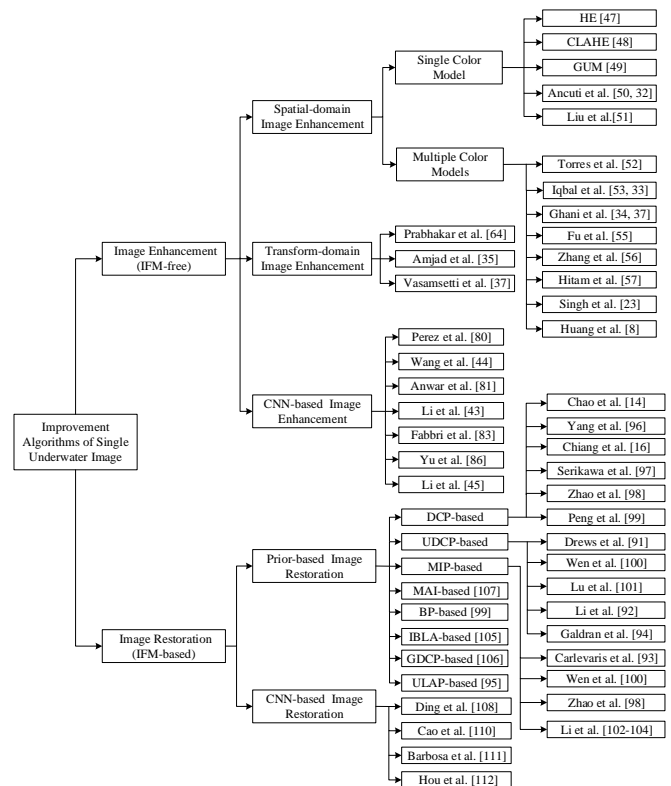 Improvement
Algorithms of Single
Underwater Image
Image Enhancement
(IFM-free)
Spatial-domain
Image Enhancement
Single Color
Model
HE [47]
CLAHE [48]
GUM [49]
Ancuti et al. [50, 32]
Liu et al.[51]
Multiple Color
Models
Torres et al. [52]
Iqbal et al. [53, 33]
Ghani et al. [34, 37]
Fu et al. [55]
Zhang et al. [56]
Hitam et al. [57]
Singh et al. [23]
Huang et al. [8]
Transform-domain
Image Enhancement
Prabhakar et al. [64]
Amjad et al. [35]
Vasamsetti et al. [37]
CNN-based Image
Enhancement
Perez et al. [80]
Wang et al. [44]
Anwar et al. [81]
Li et al. [43]
Fabbri et al. [83]
Yu et al. [86]
Li et al. [45]
Image Restoration
(IFM-based)
Prior-based Image
Restoration
DCP-based
Chao et al. [14]
Yang et al. [96]
Chiang et al. [16]
Serikawa et al. [97]
Zhao et al. [98]
Peng et al. [99]
UDCP-based
Drews et al. [91]
Wen et al. [100]
Lu et al. [101]
Li et al. [92]
Galdran et al. [94]
MIP-based
Carlevaris et al. [93]
Wen et al. [100]
Zhao et al. [98]
Li et al. [102-104]
MAI-based [107]
BP-based [99]
IBLA-based [105]
GDCP-based [106]
ULAP-based [95]
CNN-based Image
Restoration
Ding et al. [108]
Cao et al. [110]
Barbosa et al. [111]
Hou et al. [112]